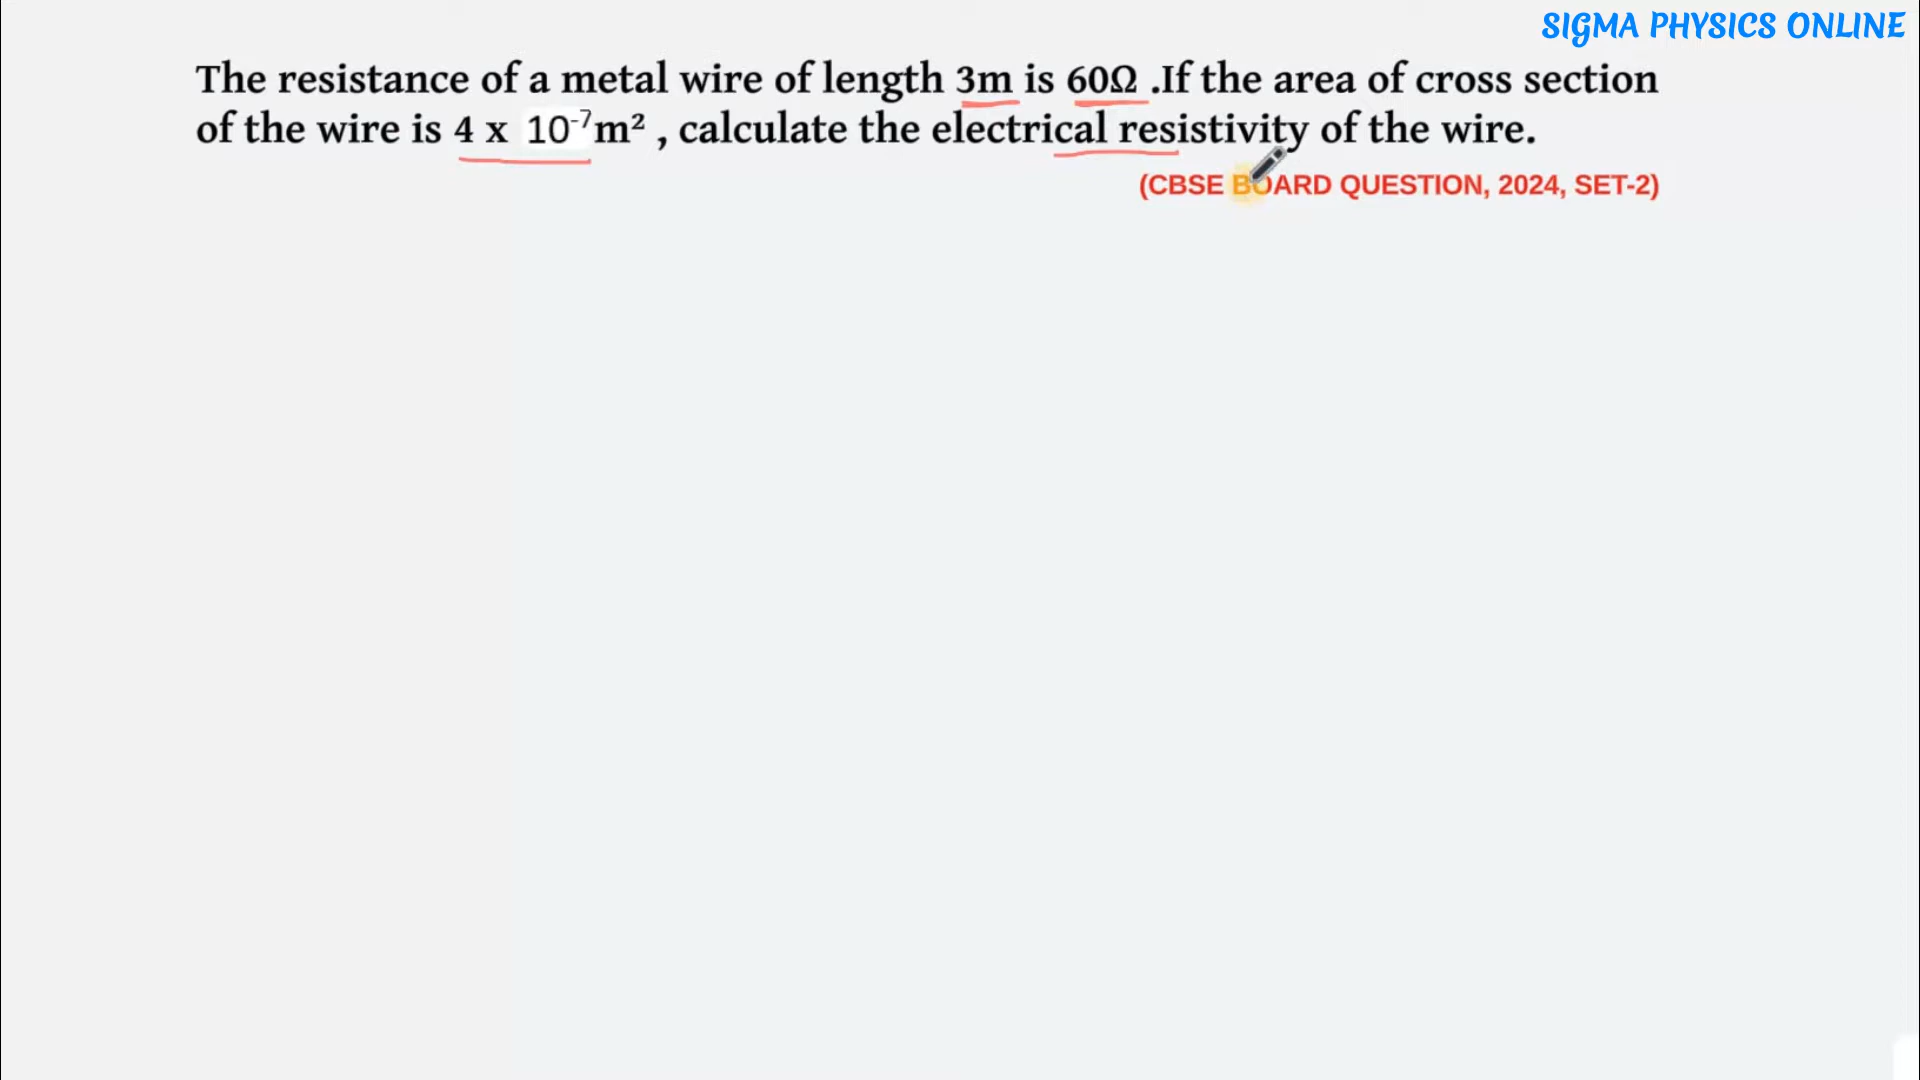 SIGMA PHYSICS ONLINE
The resistance of a metal wire of length 3m is 60Ω .If the area of cross section
of the wire is 4 x 10⁻⁷m² , calculate the electrical resistivity of the wire.
(CBSE BOARD QUESTION, 2024, SET-2)